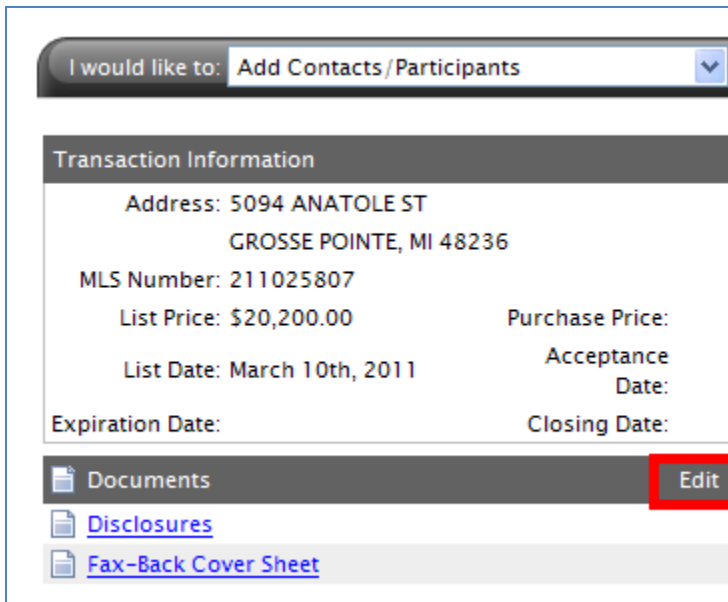 I would like to: Add Contacts/Participants
Transaction Information
Address: 5094 ANATOLE ST
GROSSE POINTE, MI 48236
MLS Number: 211025807
List Price: $20,200.00 Purchase Price:
List Date: March 10th, 2011 Acceptance Date:
Expiration Date: Closing Date:
Documents Edit
Disclosures
Fax-Back Cover Sheet